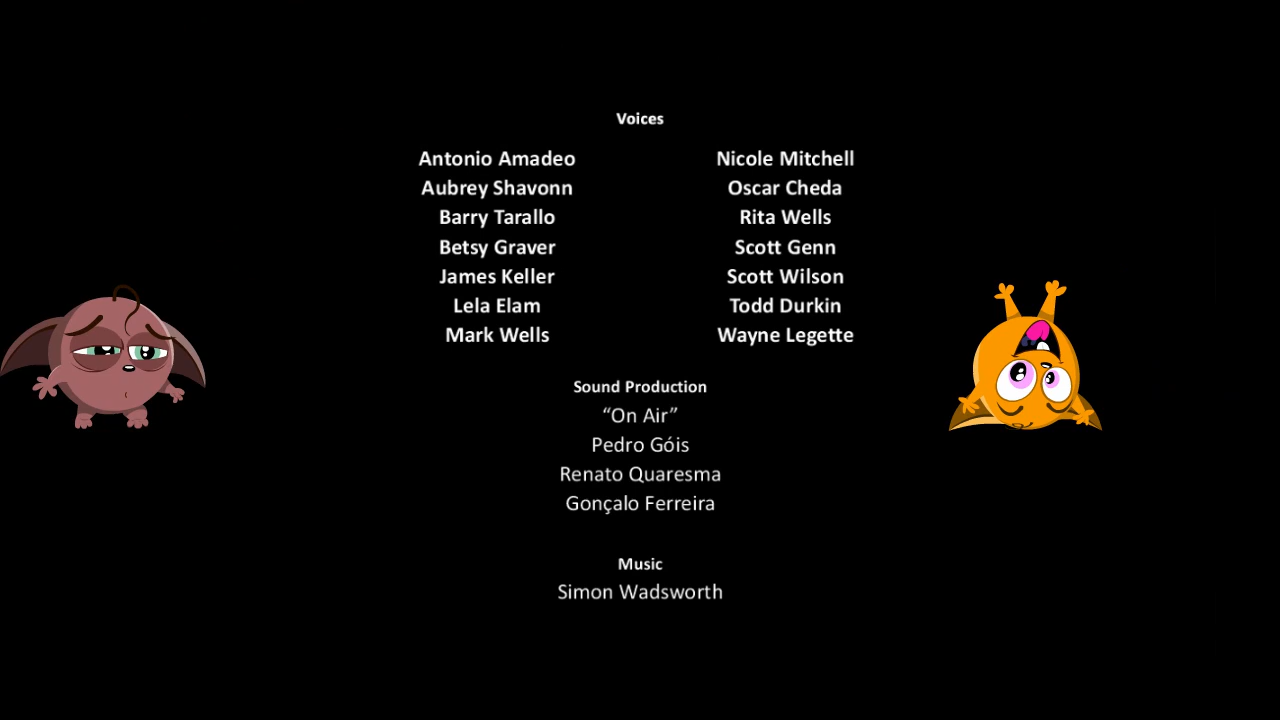 Voices
Antonio Amadeo
Aubrey Shavonn
Barry Tarallo
Betsy Graver
James Keller
Lela Elam
Mark Wells
Nicole Mitchell
Oscar Cheda
Rita Wells
Scott Genn
Scott Wilson
Todd Durkin
Wayne Legette
Sound Production
“On Air”
Pedro Góis
Renato Quaresma
Gonçalo Ferreira
Music
Simon Wadsworth